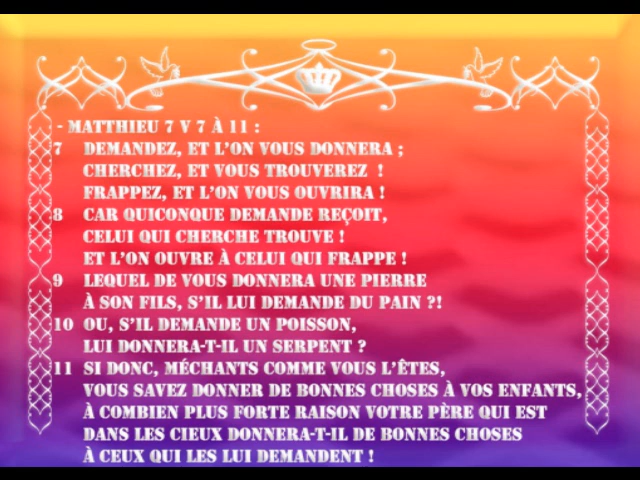 - MATTHIEU 7 V 7 À 11 :
7 DEMANDEZ, ET L'ON VOUS DONNERA ;
CHERCHEZ, ET VOUS TROUVEREZ !
FRAPPEZ, ET L'ON VOUS OUVRIRA !
8 CAR QUICONQUE DEMANDE REÇOIT,
CELUI QUI CHERCHE TROUVE !
ET L'ON OUVRE À CELUI QUI FRAPPE !
9 LEQUEL DE VOUS DONNERA UNE PIERRE
À SON FILS, S'IL LUI DEMANDE DU PAIN ?!
10 OU, S'IL DEMANDE UN POISSON,
LUI DONNERA-T-IL UN SERPENT ?
11 SI DONC, MÉCHANTS COMME VOUS L'ÊTES,
VOUS SAVEZ DONNER DE BONNES CHOSES À VOS ENFANTS,
À COMBIEN PLUS FORTE RAISON VOTRE PÈRE QUI EST
DANS LES CIEUX DONNERA-T-IL DE BONNES CHOSES
À CEUX QUI LES LUI DEMANDENT !